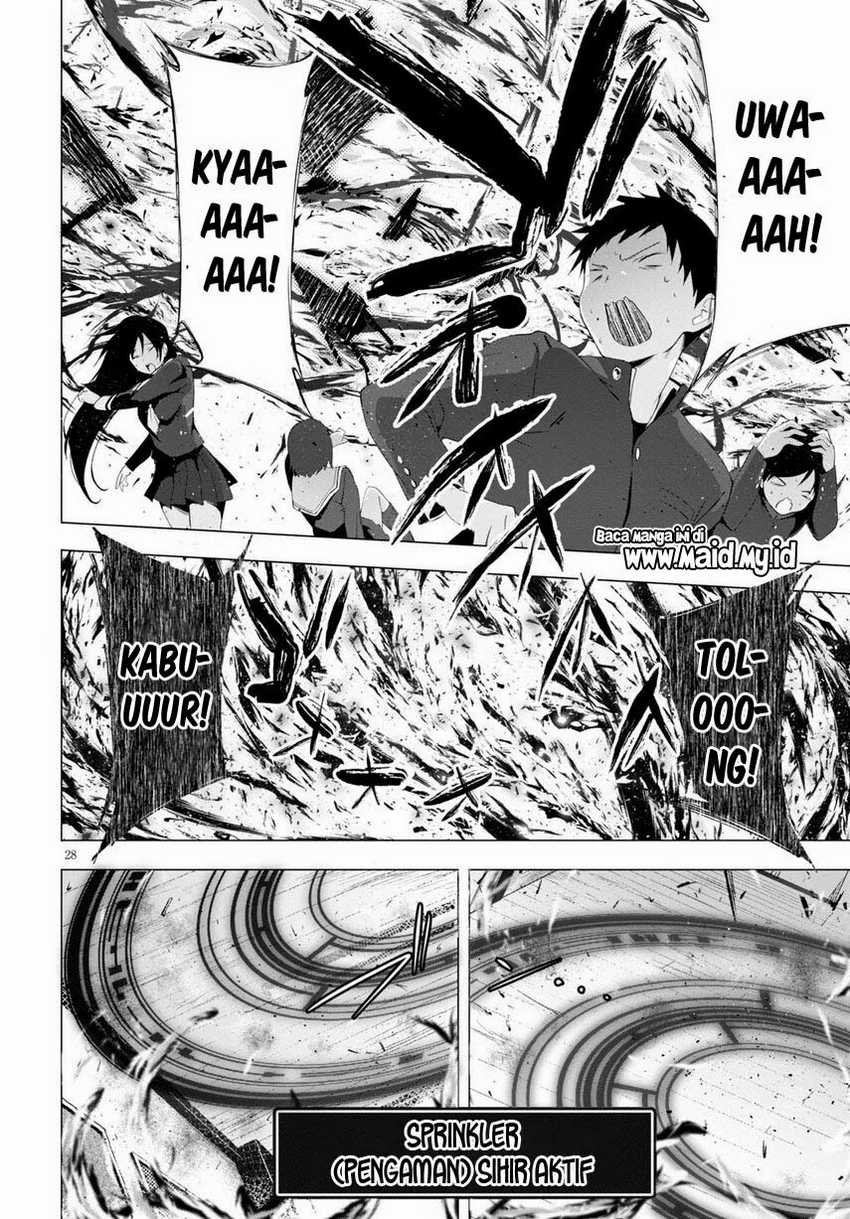 UWA-
AAA-
AAH!
KYAA-
AAAA-
AAA!
Baca Manga ini di
www.Maid.My.id
TOL-
OOO-
NG!
KABU-
UUUR!
28
SPRINKLER
(PENGAMAN) SIHIR AKTIF